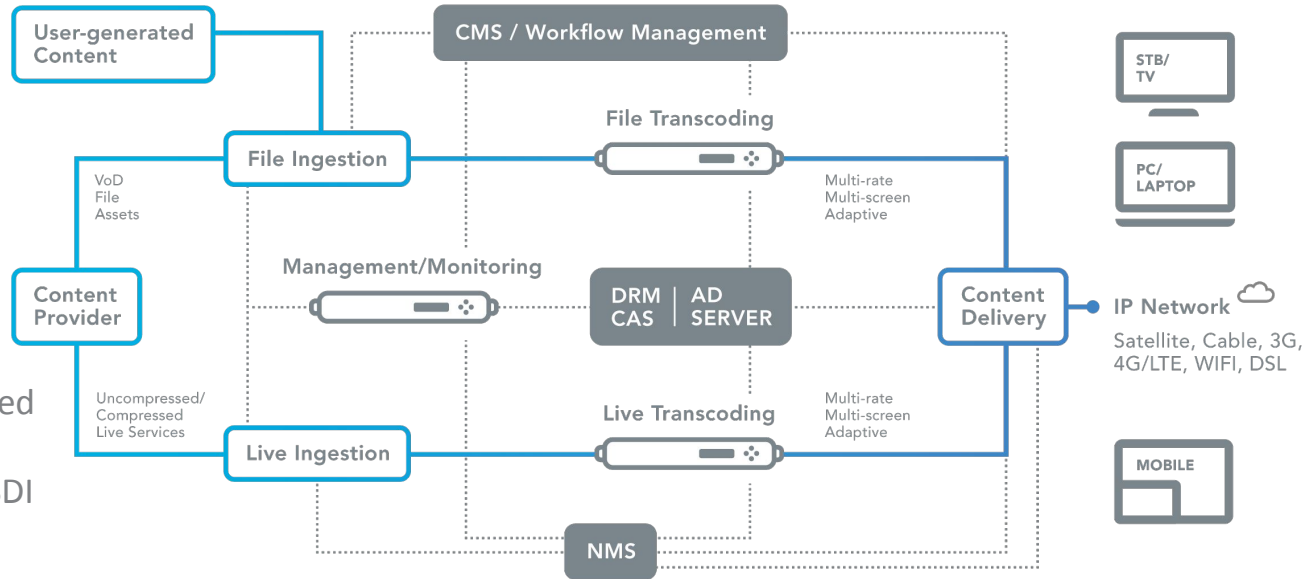 User-generated
Content
CMS / Workflow Management
STB/
TV
File Transcoding
File Ingestion
PC/
LAPTOP
VoD
File
Assets
Multi-rate
Multi-screen
Adaptive
Management/Monitoring
Content
Provider
DRM
CAS
AD
SERVER
Content
Delivery
IP Network
Satellite, Cable, 3G,
4G/LTE, WIFI, DSL
Uncompressed/
Compressed
Live Services
Live Transcoding
Multi-rate
Multi-screen
Adaptive
Live Ingestion
MOBILE
NMS